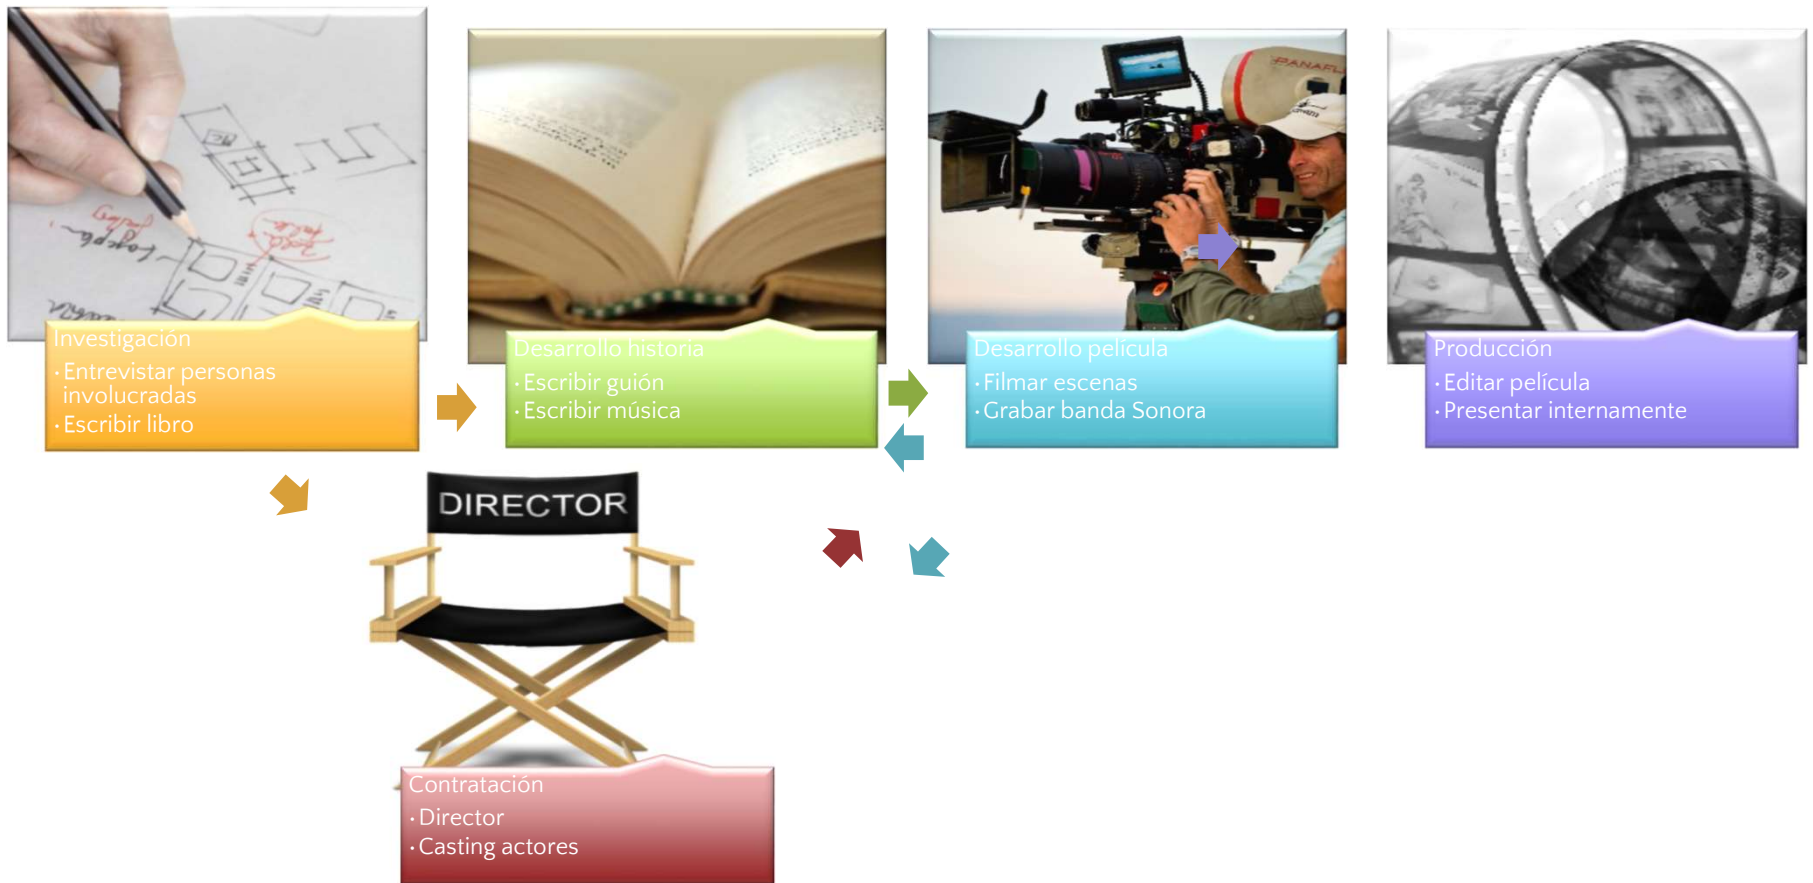 PANAFL
Investigación
· Entrevistar personas
involucradas
· Escribir libro
Desarrollo historia
· Escribir guión
· Escribir música
Desarrollo película
· Filmar escenas
· Grabar banda Sonora
Producción
· Editar película
· Presentar internamente
DIRECTOR
Contratación
· Director
· Casting actores